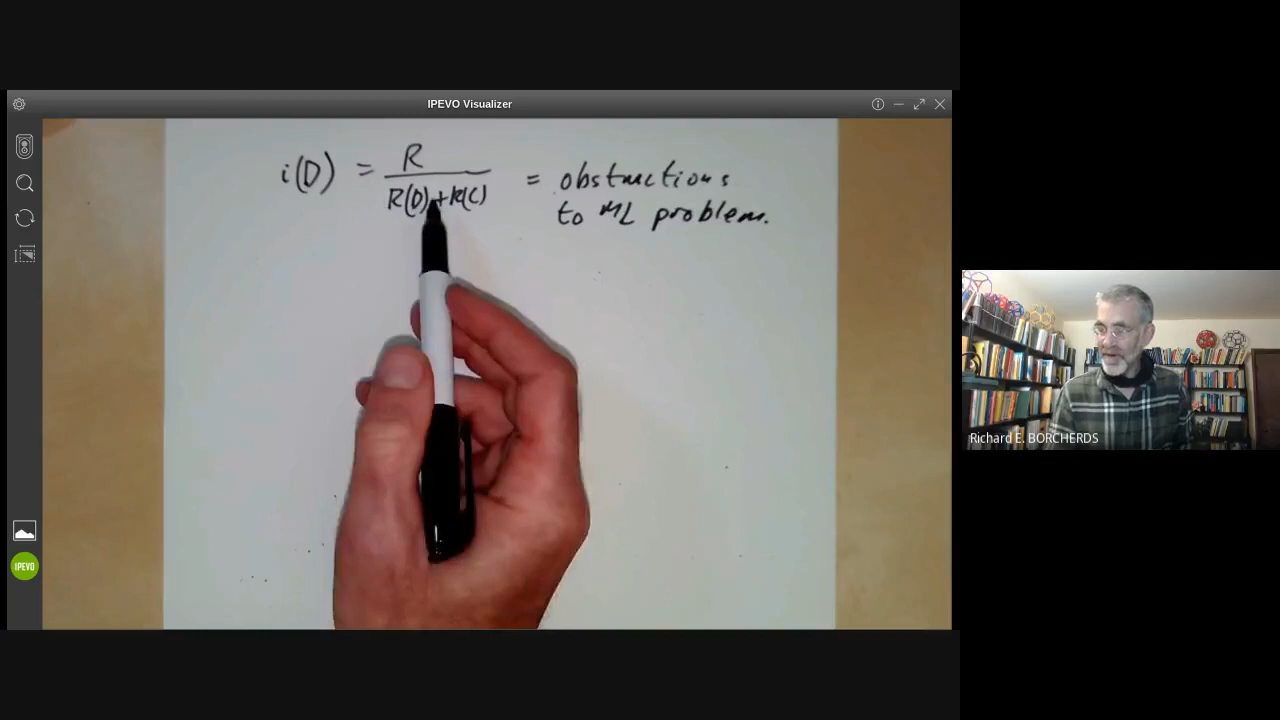 IPEVO Visualizer
i(D) = R / R(D)+K(C) = obstructions
to ML problem.
Richard E. BORCHERDS
IPEVO